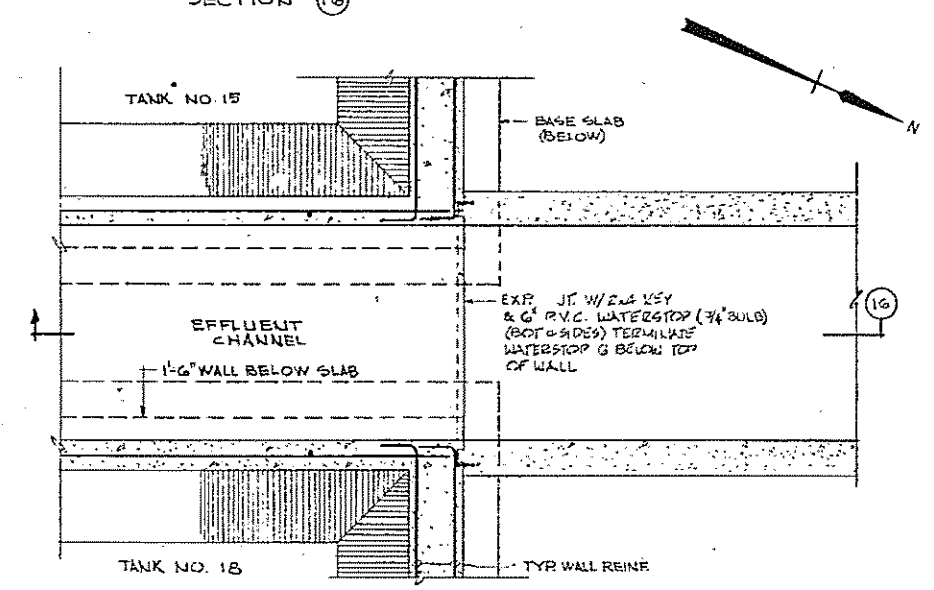 SECTION 16
TANK NO. 15
N
BASE SLAB
(BELOW)
EXP. JT. W/2x4 KEY
& 6" P.V.C. WATERSTOP (3/4" BULB)
(BOT & SIDES) TERMINATE
WATERSTOP 6 BELOW TOP
OF WALL
16
EFFLUENT
CHANNEL
1'-6" WALL BELOW SLAB
TANK NO. 18
TYP. WALL REINF.